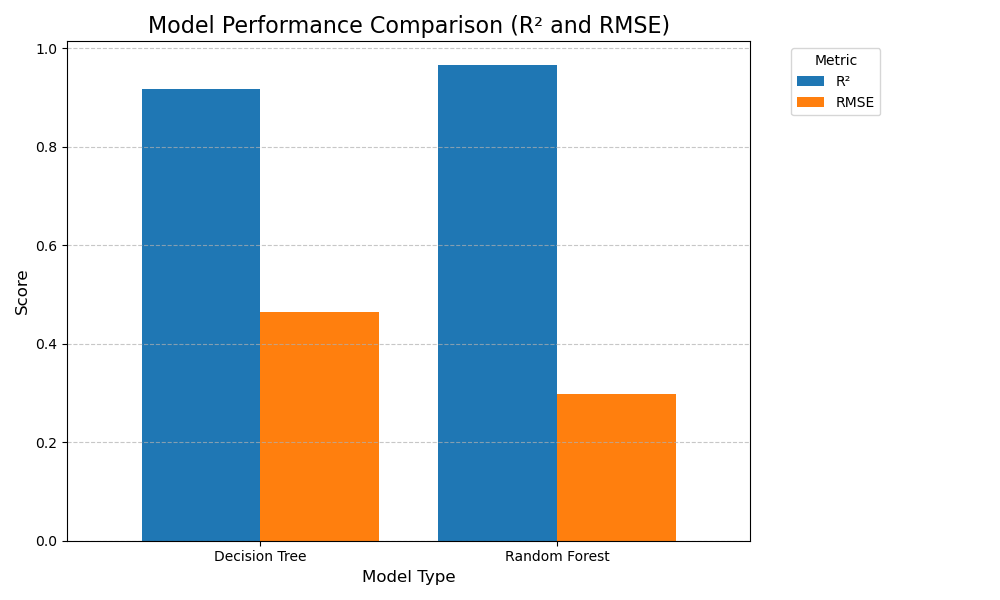 Model Performance Comparison (R² and RMSE)
1.0
0.8
0.6
0.4
0.2
0.0
Score
Decision Tree
Random Forest
Model Type
Metric
R²
RMSE